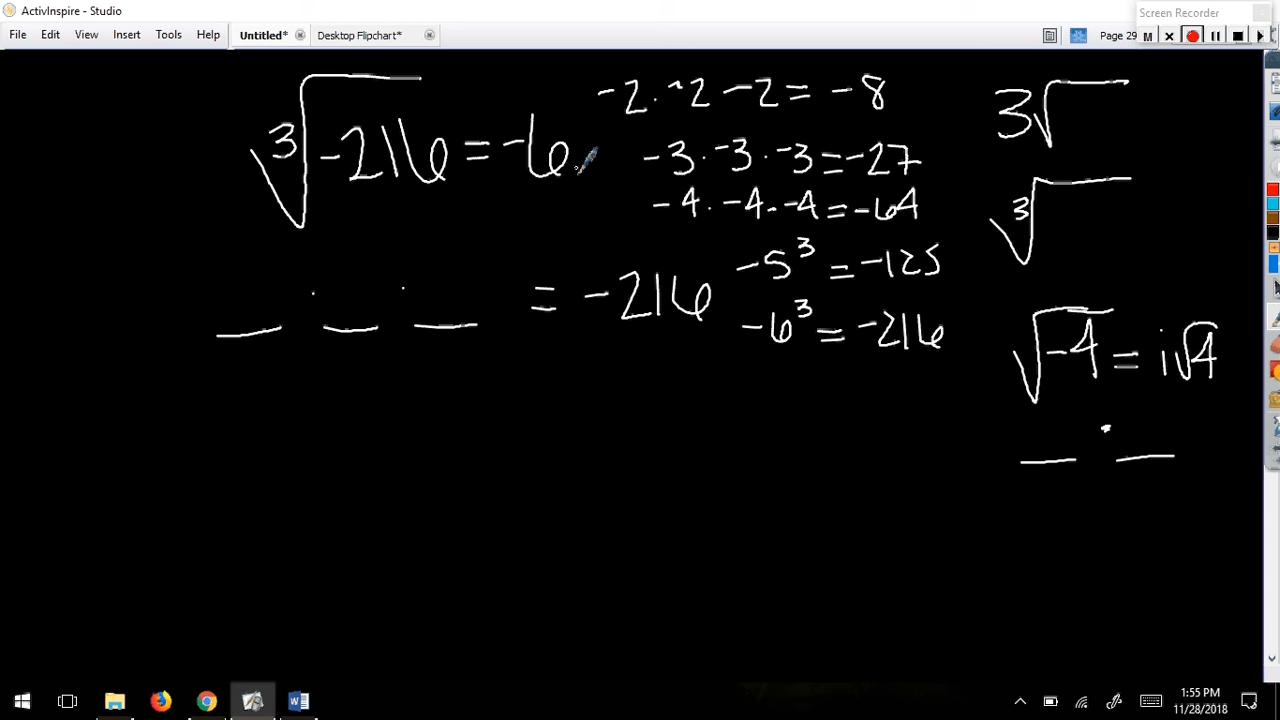 ActivInspire - Studio
Screen Recorder
File Edit View Insert Tools Help Untitled* Desktop Flipchart* Page 29 M
∛-216 = -6
-2 · -2 -2 = -8
-3 · -3 · -3 = -27
-4 · -4 · -4 = -64
-5³ = -125
-6³ = -216
_ · _ · _ = -216
3√
∛
√-4 = i√4
_ · _
1:55 PM
11/28/2018